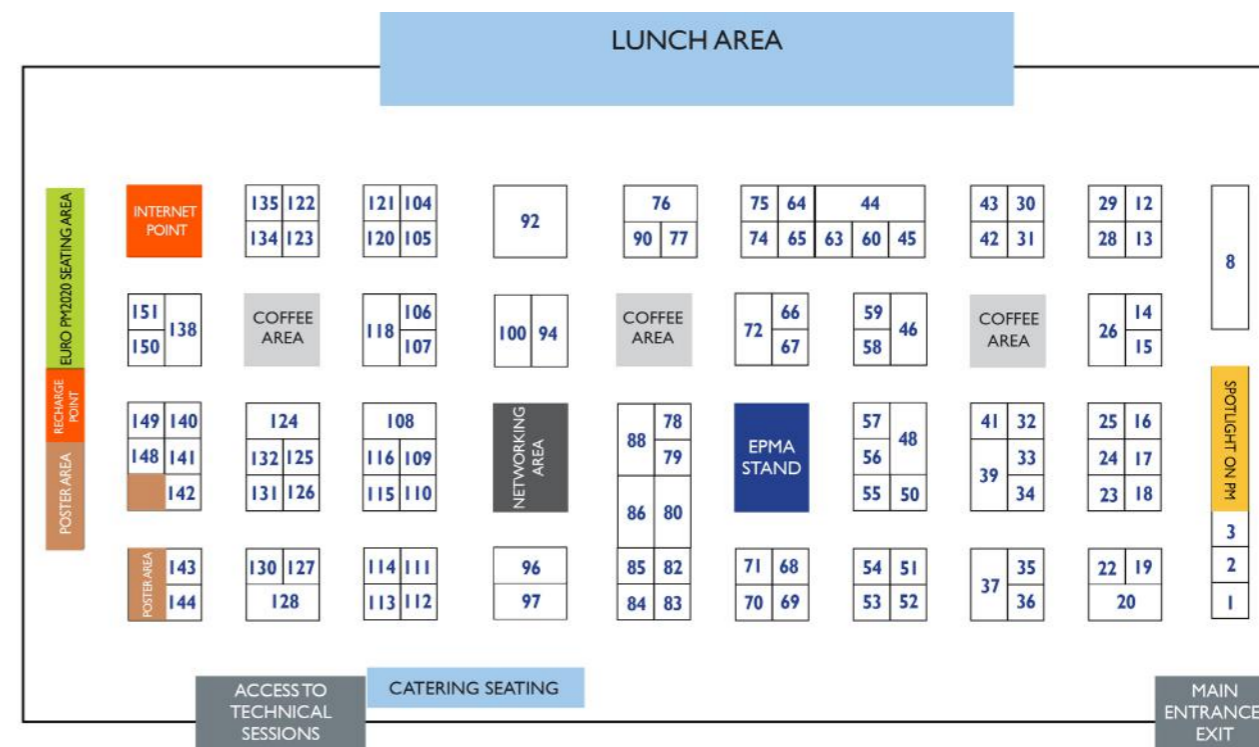 LUNCH AREA
EURO PM2020 SEATING AREA
INTERNET
POINT
135 122
134 123
121 104
120 105
92
76
90 77
75 64 44
74 65 63 60 45
43 30
42 31
29 12
28 13
8
151
138
150
COFFEE
AREA
106
118
107
100 94
COFFEE
AREA
66
72
67
59
46
58
COFFEE
AREA
14
26
15
RECHARGE
POINT
POSTER AREA
149 140
148 141
142
124
132 125
131 126
108
116 109
115 110
NETWORKING
AREA
78
88
79
86 80
EPMA
STAND
57
48
56
55 50
41 32
33
39
34
25 16
24 17
23 18
SPOTLIGHT ON PM
3
2
1
POSTER AREA
143
144
130 127
128
114 111
113 112
96
97
85 82
84 83
71 68
70 69
54 51
53 52
35
37
36
22 19
20
ACCESS TO
TECHNICAL
SESSIONS
CATERING SEATING
MAIN
ENTRANCE
EXIT